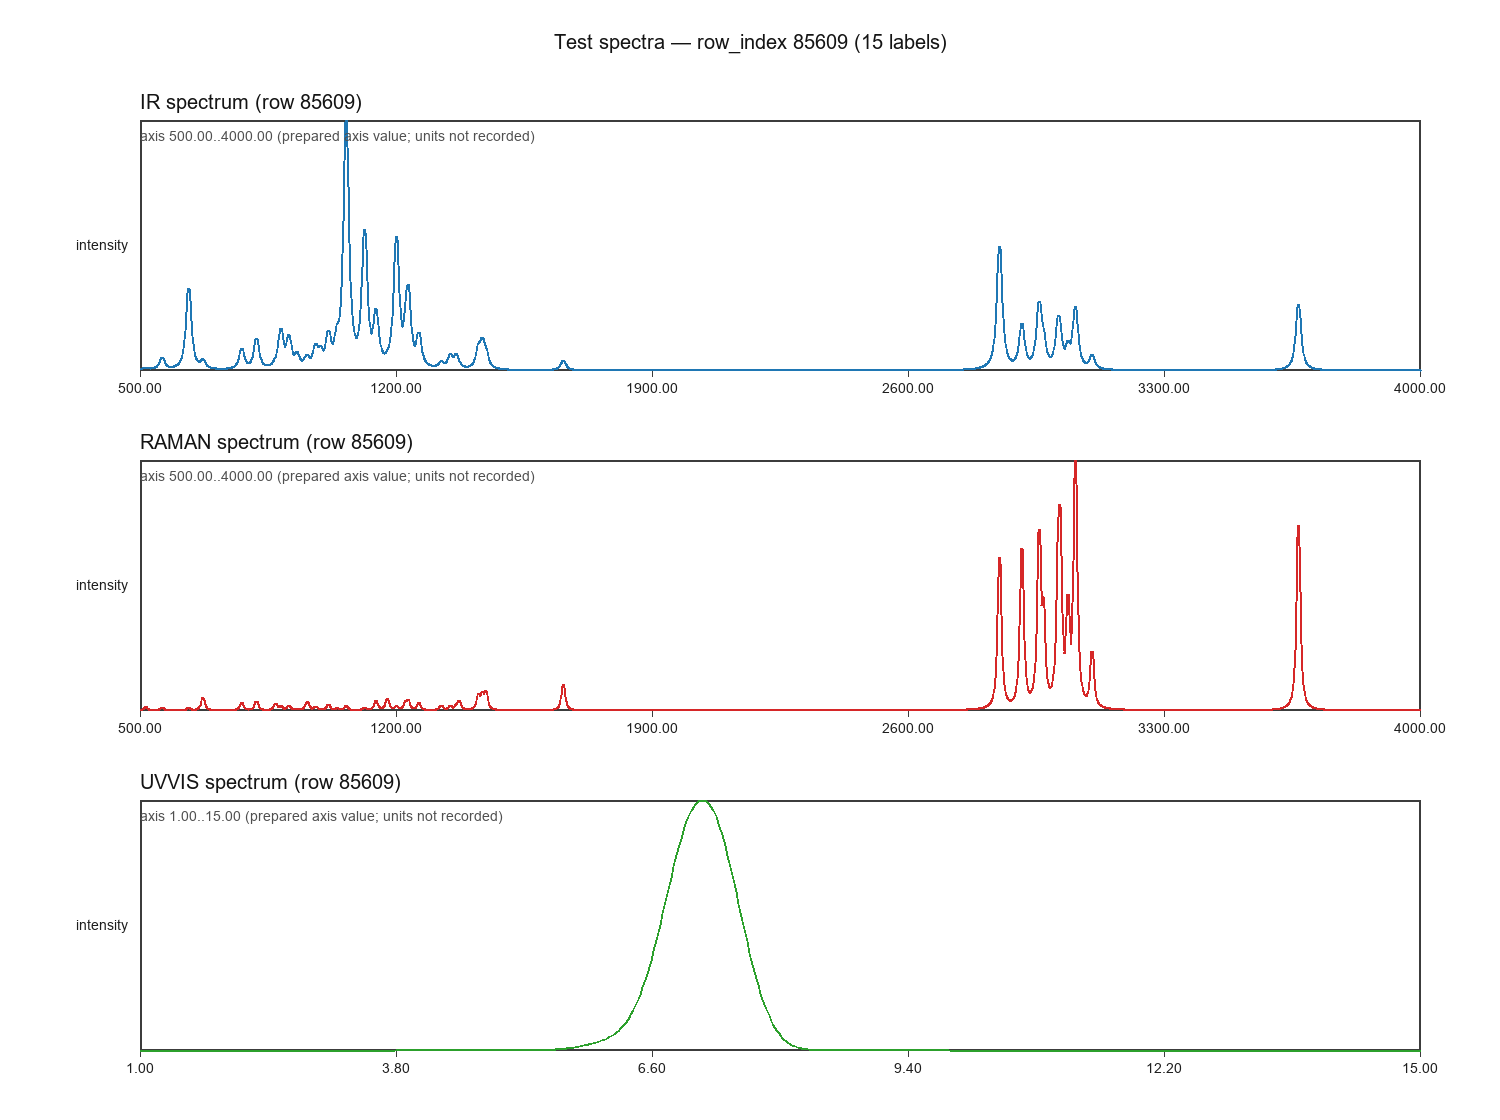 Test spectra — row_index 85609 (15 labels)
IR spectrum (row 85609)
axis 500.00..4000.00 (prepared axis value; units not recorded)
intensity
500.00 1200.00 1900.00 2600.00 3300.00 4000.00
RAMAN spectrum (row 85609)
axis 500.00..4000.00 (prepared axis value; units not recorded)
intensity
500.00 1200.00 1900.00 2600.00 3300.00 4000.00
UVVIS spectrum (row 85609)
axis 1.00..15.00 (prepared axis value; units not recorded)
intensity
1.00 3.80 6.60 9.40 12.20 15.00